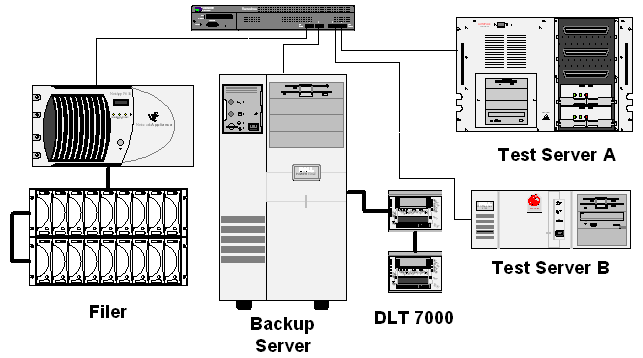 Test Server A
Test Server B
Filer
Backup
Server
DLT 7000